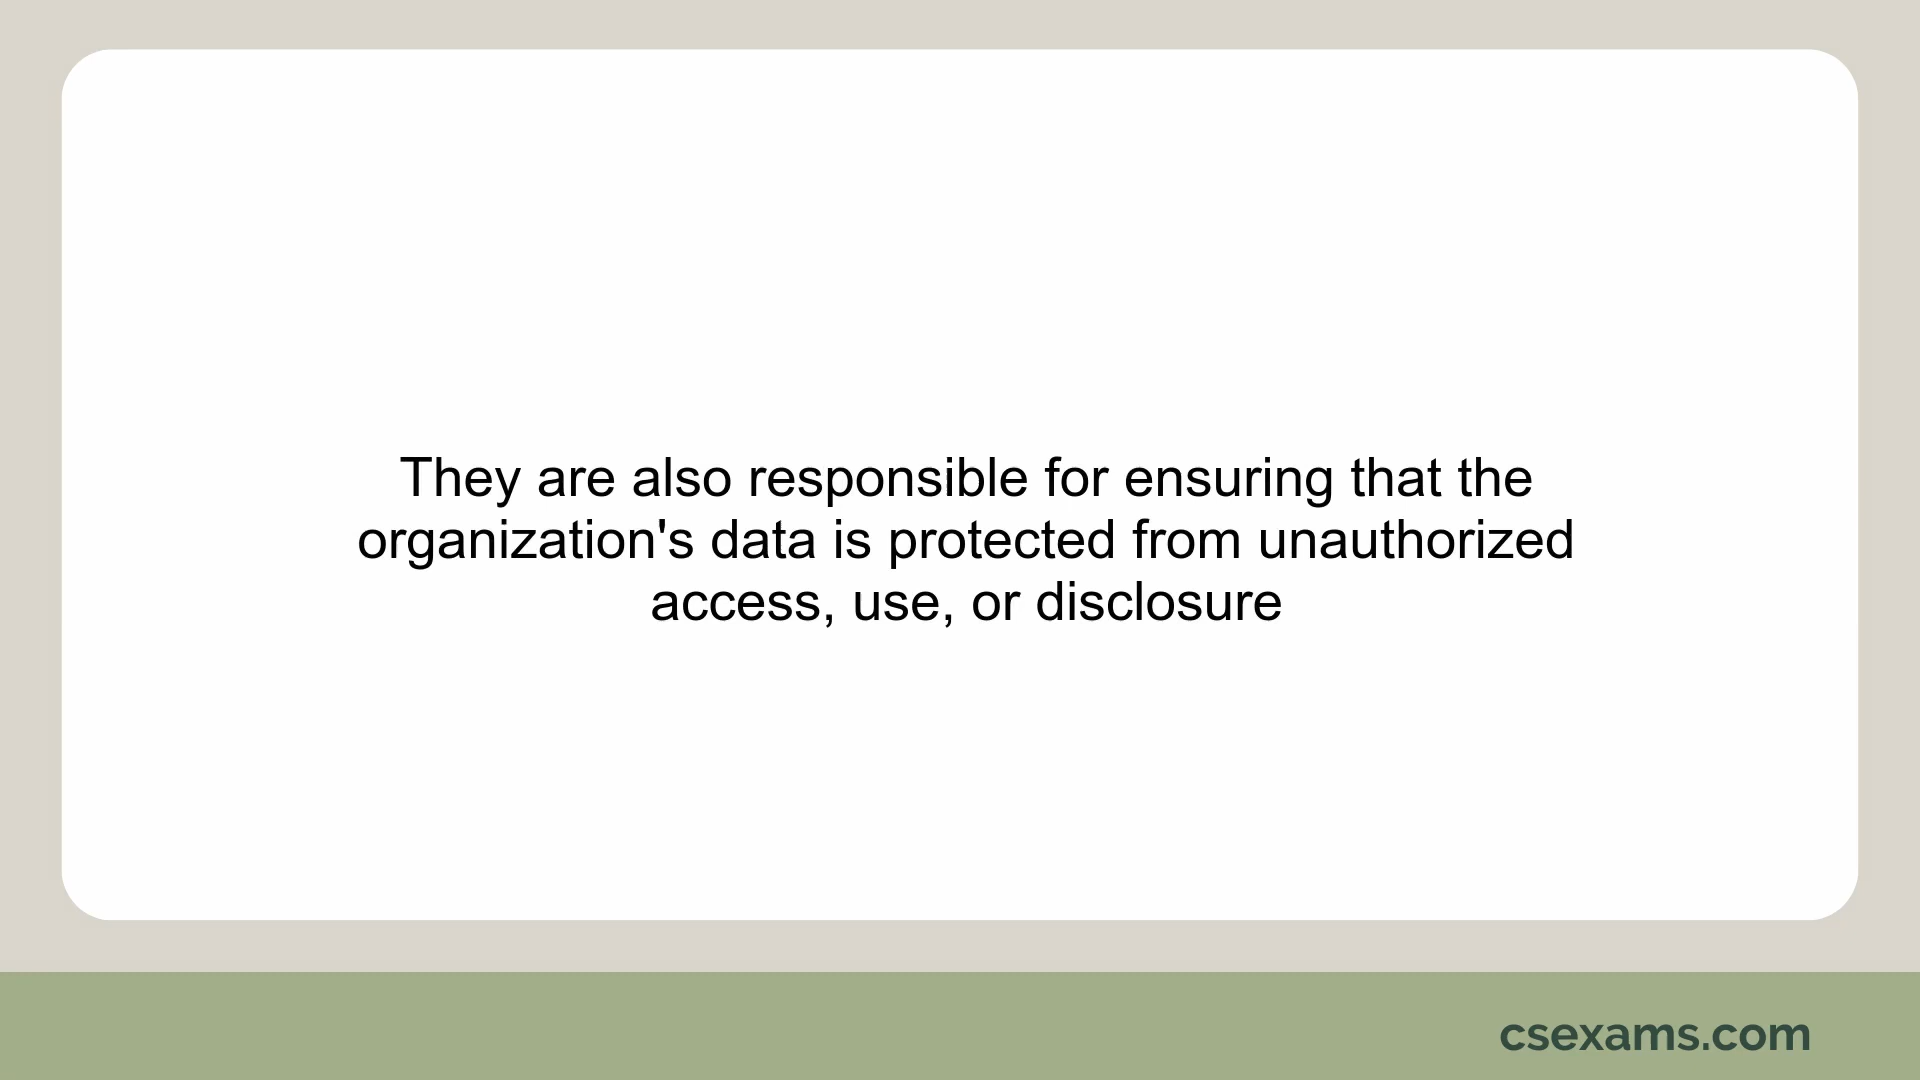 They are also responsible for ensuring that the
organization's data is protected from unauthorized
access, use, or disclosure
csexams.com